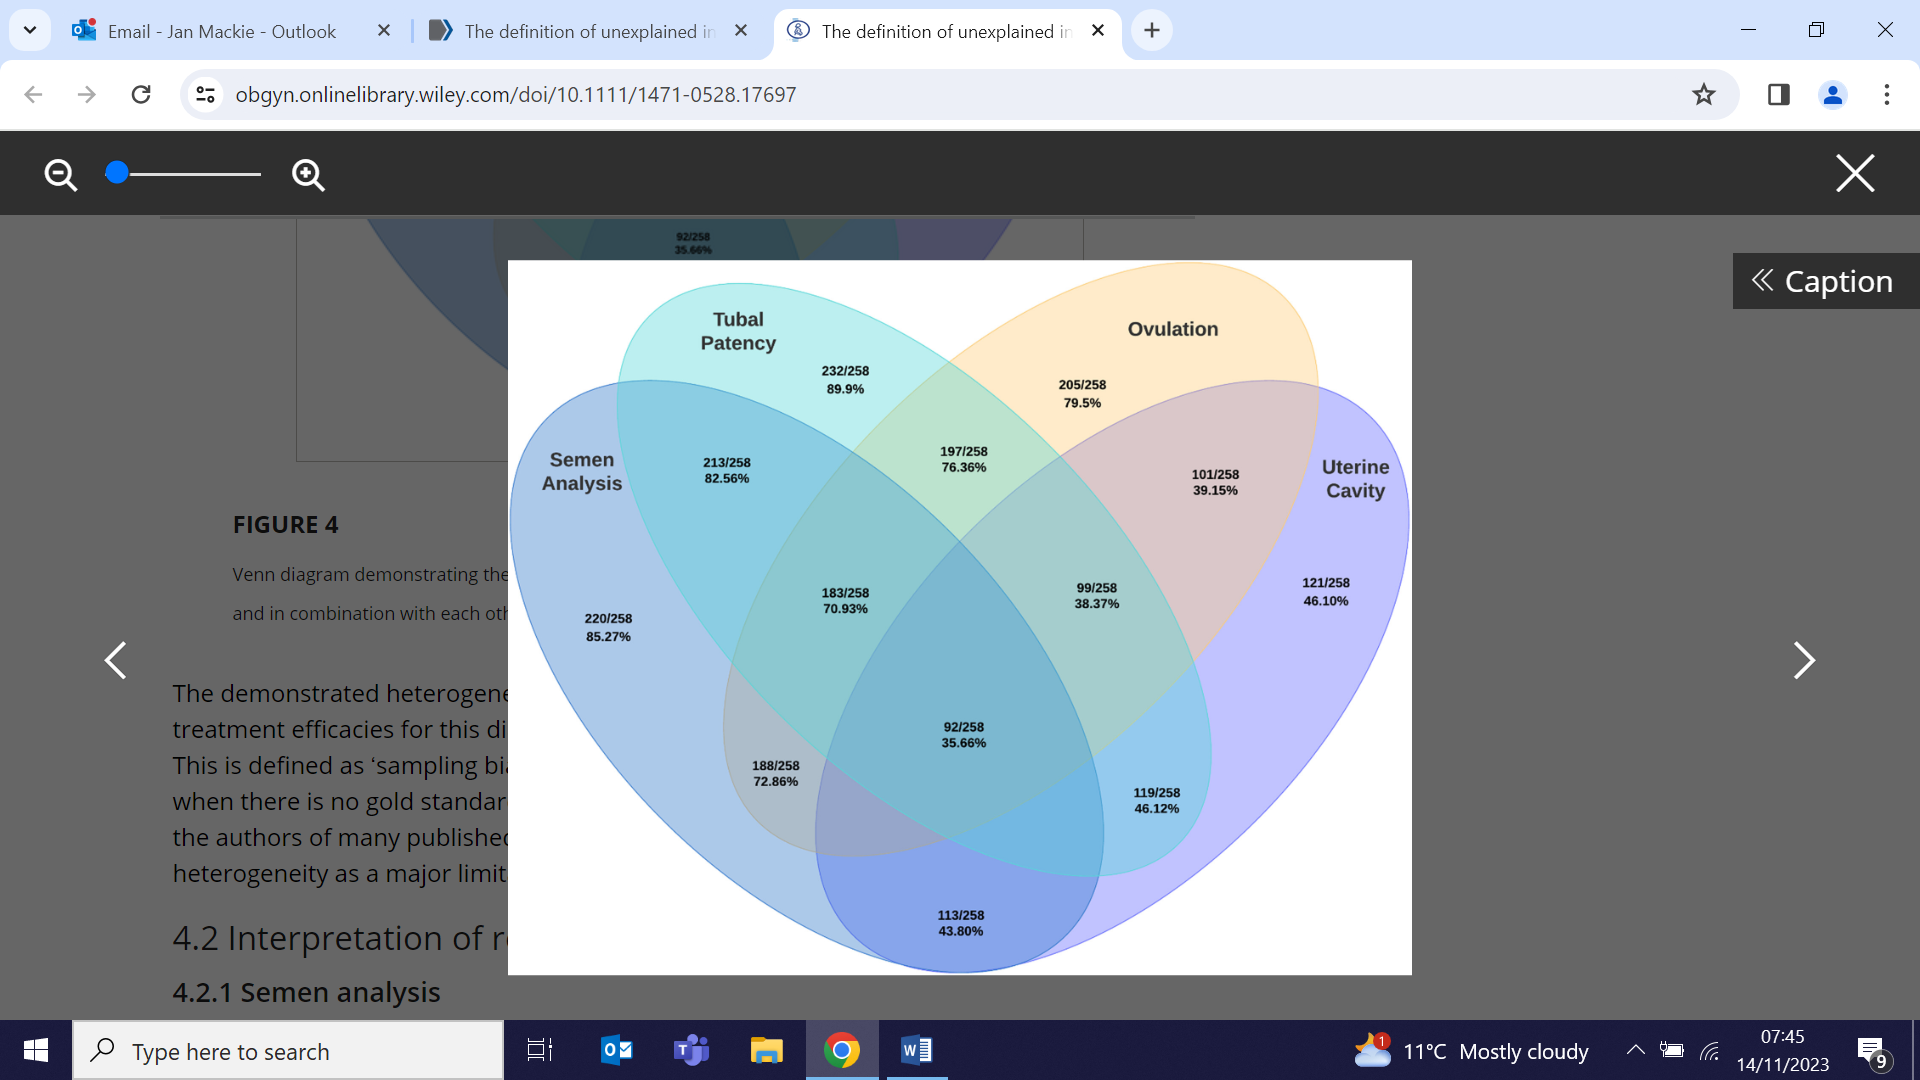 Email - Jan Mackie - Outlook
The definition of unexplained in
The definition of unexplained in
obgyn.onlinelibrary.wiley.com/doi/10.1111/1471-0528.17697
Caption
92/258
35.66%
Tubal
Patency
Ovulation
232/258
89.9%
205/258
79.5%
Semen
Analysis
213/258
82.56%
197/258
76.36%
101/258
39.15%
Uterine
Cavity
220/258
85.27%
183/258
70.93%
99/258
38.37%
121/258
46.10%
92/258
35.66%
188/258
72.86%
119/258
46.12%
113/258
43.80%
FIGURE 4
Venn diagram demonstrating the
and in combination with each oth
The demonstrated heterogene
treatment efficacies for this di
This is defined as ‘sampling bia
when there is no gold standar
the authors of many published
heterogeneity as a major limit
4.2 Interpretation of r
4.2.1 Semen analysis
Type here to search
1
11°C Mostly cloudy
07:45
14/11/2023
9